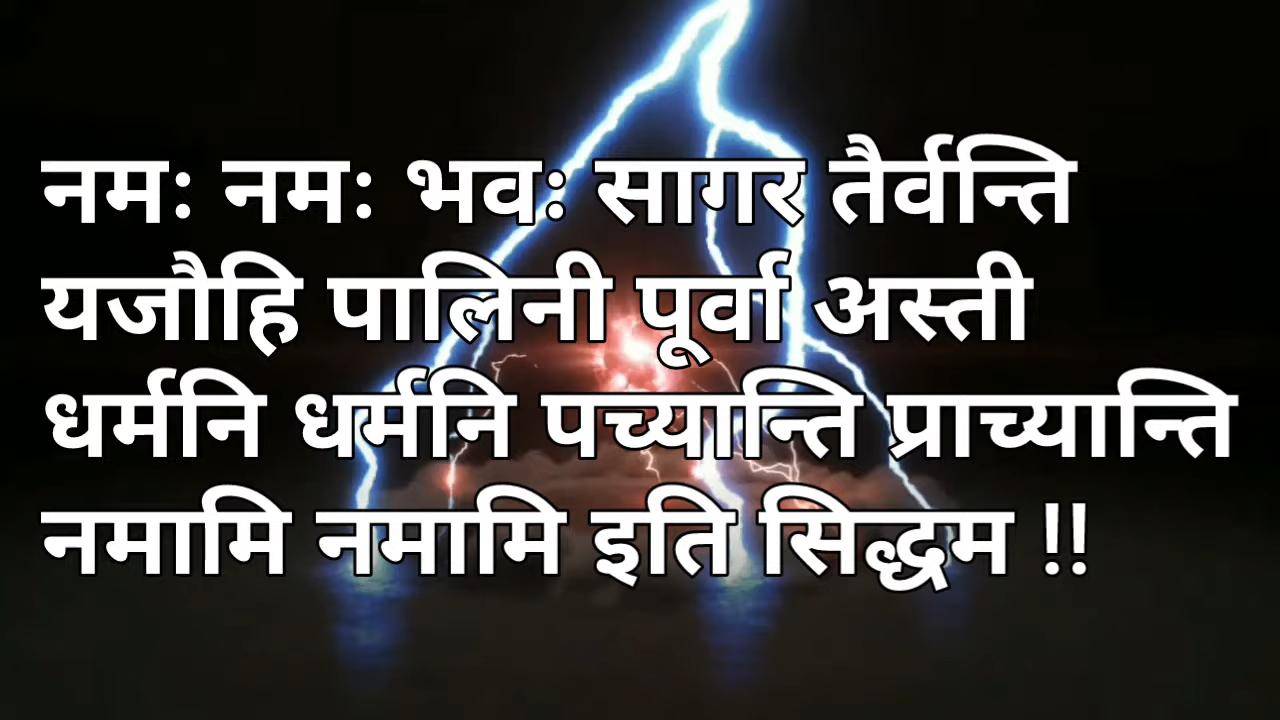 नमः नमः भवः सागर तैर्वन्ति
यजौहि पालिनी पूर्वा अस्ती
धर्मनि धर्मनि पच्यान्ति प्राच्यान्ति
नमामि नमामि इति सिद्धम !!